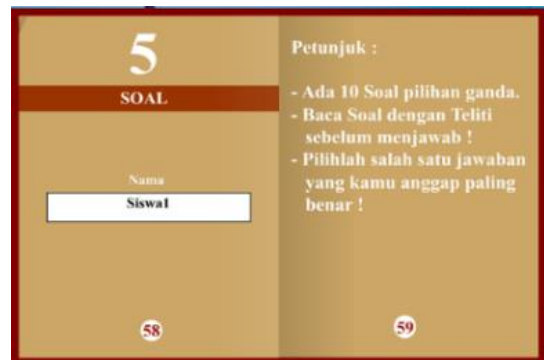 5
SOAL
Nama
Siswa1
58
Petunjuk :
- Ada 10 Soal pilihan ganda.
- Baca Soal dengan Teliti
sebelum menjawab !
- Pilihlah salah satu jawaban
yang kamu anggap paling
benar !
59